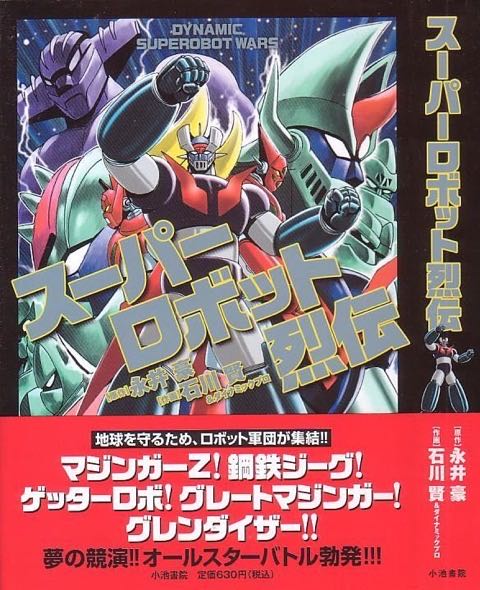 DYNAMIC
SUPEROBOT WARS
スーパー
ロボット
烈伝
[原作]永井 豪
[作画]石川 賢
&ダイナミックプロ
地球を守るため、ロボット軍団が集結!!
マジンガーZ! 鋼鉄ジーグ!
ゲッターロボ! グレートマジンガー!
グレンダイザー!!
夢の競演!! オールスターバトル勃発!!!
小池書院 定価630円(税込)
スーパーロボット烈伝
[原作] 永井 豪
[作画] 石川 賢 &ダイナミックプロ
小池書院